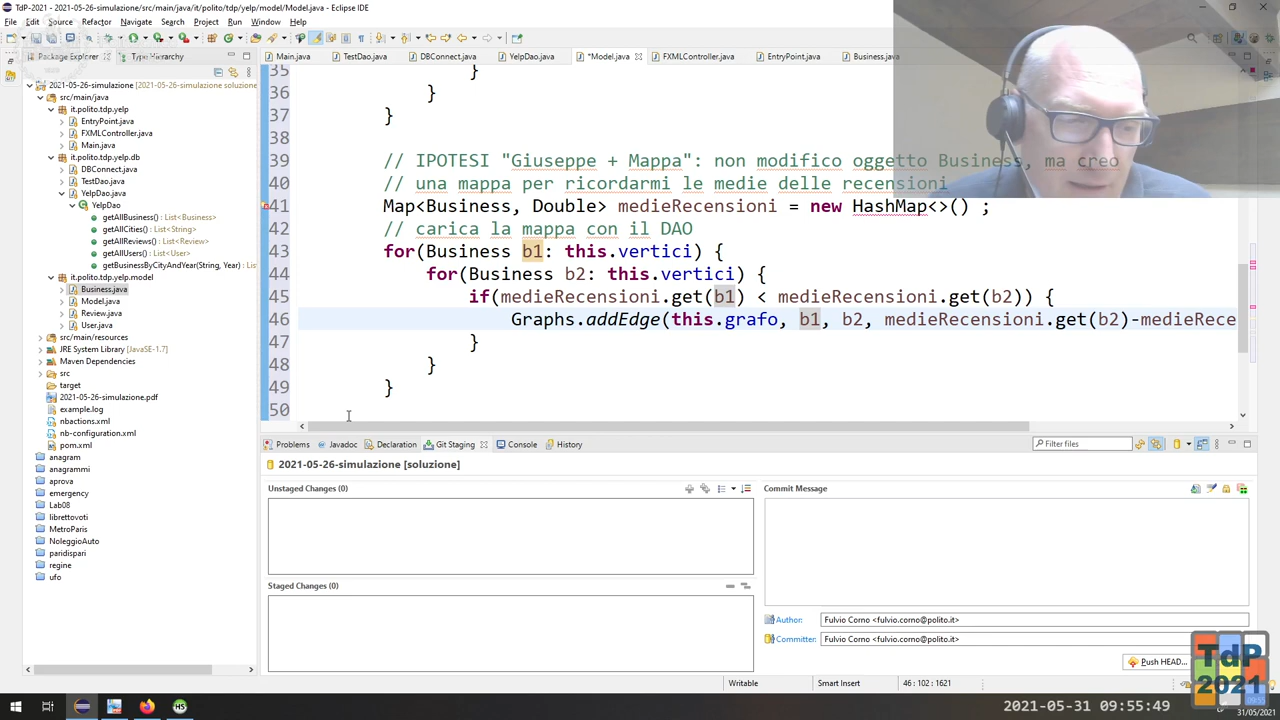 TdP-2021 - 2021-05-26-simulazione/src/main/java/it/polito/tdp/yelp/model/Model.java - Eclipse IDE
File Edit Source Refactor Navigate Search Project Run Window Help
Package Explorer Type Hierarchy
Main.java TestDao.java DBConnect.java YelpDao.java *Model.java FXMLController.java EntryPoint.java Business.java
2021-05-26-simulazione [2021-05-26-simulazione soluzione
src/main/java
it.polito.tdp.yelp
EntryPoint.java
FXMLController.java
Main.java
it.polito.tdp.yelp.db
DBConnect.java
TestDao.java
YelpDao.java
YelpDao
getAllBusiness() : List<Business>
getAllCities() : List<String>
getAllReviews() : List<Review>
getAllUsers() : List<User>
getBusinessByCityAndYear(String, Year) : List
it.polito.tdp.yelp.model
Business.java
Model.java
Review.java
User.java
src/main/resources
JRE System Library [JavaSE-1.7]
Maven Dependencies
src
target
2021-05-26-simulazione.pdf
example.log
nbactions.xml
nb-configuration.xml
pom.xml
anagram
anagrammi
aprova
emergency
Lab08
librettovoti
MetroParis
NoleggioAuto
paridispari
regine
ufo
35 }
36 }
37 }
38
39 // IPOTESI "Giuseppe + Mappa": non modifico oggetto Business, ma creo
40 // una mappa per ricordarmi le medie delle recensioni
41 Map<Business, Double> medieRecensioni = new HashMap<>() ;
42 // carica la mappa con il DAO
43 for(Business b1: this.vertici) {
44 for(Business b2: this.vertici) {
45 if(medieRecensioni.get(b1) < medieRecensioni.get(b2)) {
46 Graphs.addEdge(this.grafo, b1, b2, medieRecensioni.get(b2)-medieRece
47 }
48 }
49 }
50
Problems Javadoc Declaration Git Staging Console History
Filter files
2021-05-26-simulazione [soluzione]
Unstaged Changes (0)
Staged Changes (0)
Commit Message
Author: Fulvio Corno <fulvio.corno@polito.it>
Committer: Fulvio Corno <fulvio.corno@polito.it>
Push HEAD...
Writable Smart Insert 46 : 102 : 1621
TdP
2021
2021-05-31 09:55:49
31/05/2021